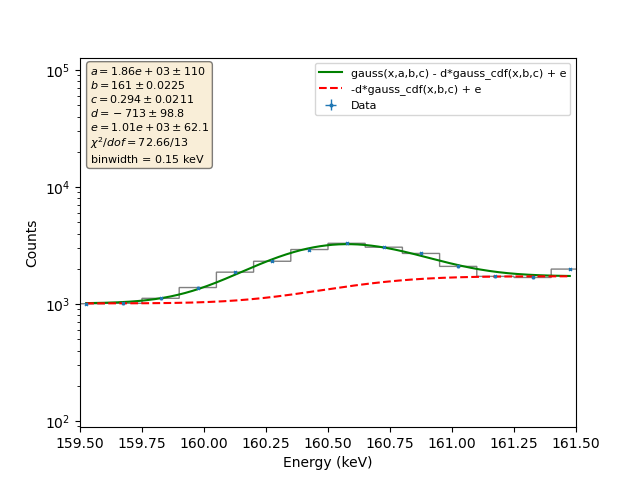 a = 1.86e + 03 ± 110
b = 161 ± 0.0225
c = 0.294 ± 0.0211
d = −713 ± 98.8
e = 1.01e + 03 ± 62.1
χ²/dof = 72.66/13
binwidth = 0.15 keV
gauss(x,a,b,c) - d*gauss_cdf(x,b,c) + e
-d*gauss_cdf(x,b,c) + e
Data
10⁵
10⁴
10³
10²
Counts
159.50 159.75 160.00 160.25 160.50 160.75 161.00 161.25 161.50
Energy (keV)